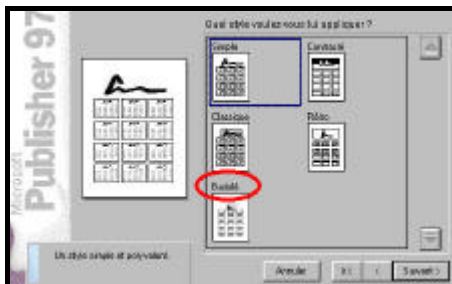 Microsoft
Publisher 97
Quel style voulez-vous lui appliquer ?
Simple
Contrasté
Classique
Rétro
Un style simple et polyvalent.
Annuler
Suivant >